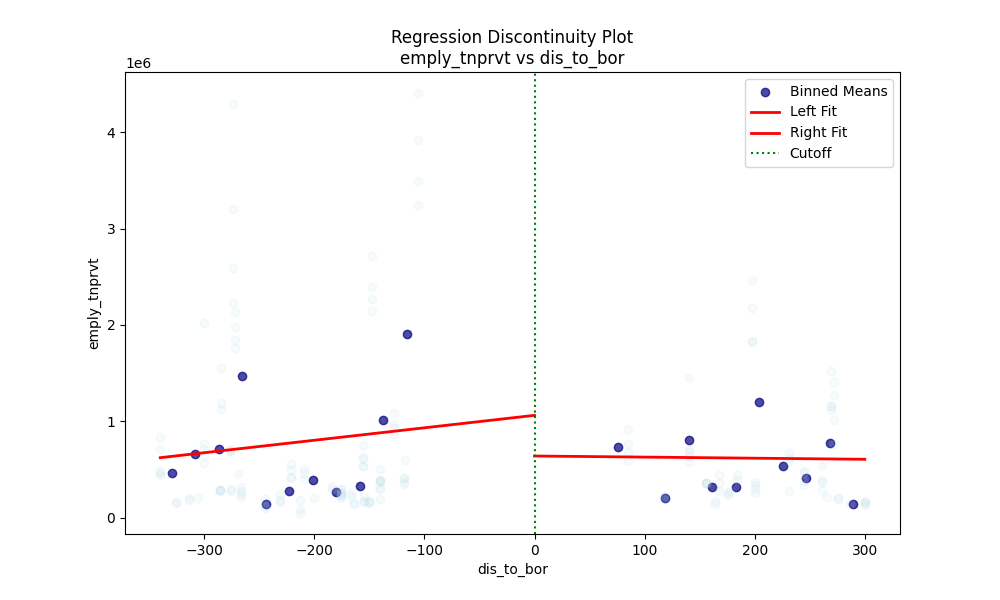 Regression Discontinuity Plot
emply_tnprvt vs dis_to_bor
1e6
Binned Means
Left Fit
Right Fit
Cutoff
4
3
2
1
0
emply_tnprvt
−300
−200
−100
0
100
200
300
dis_to_bor